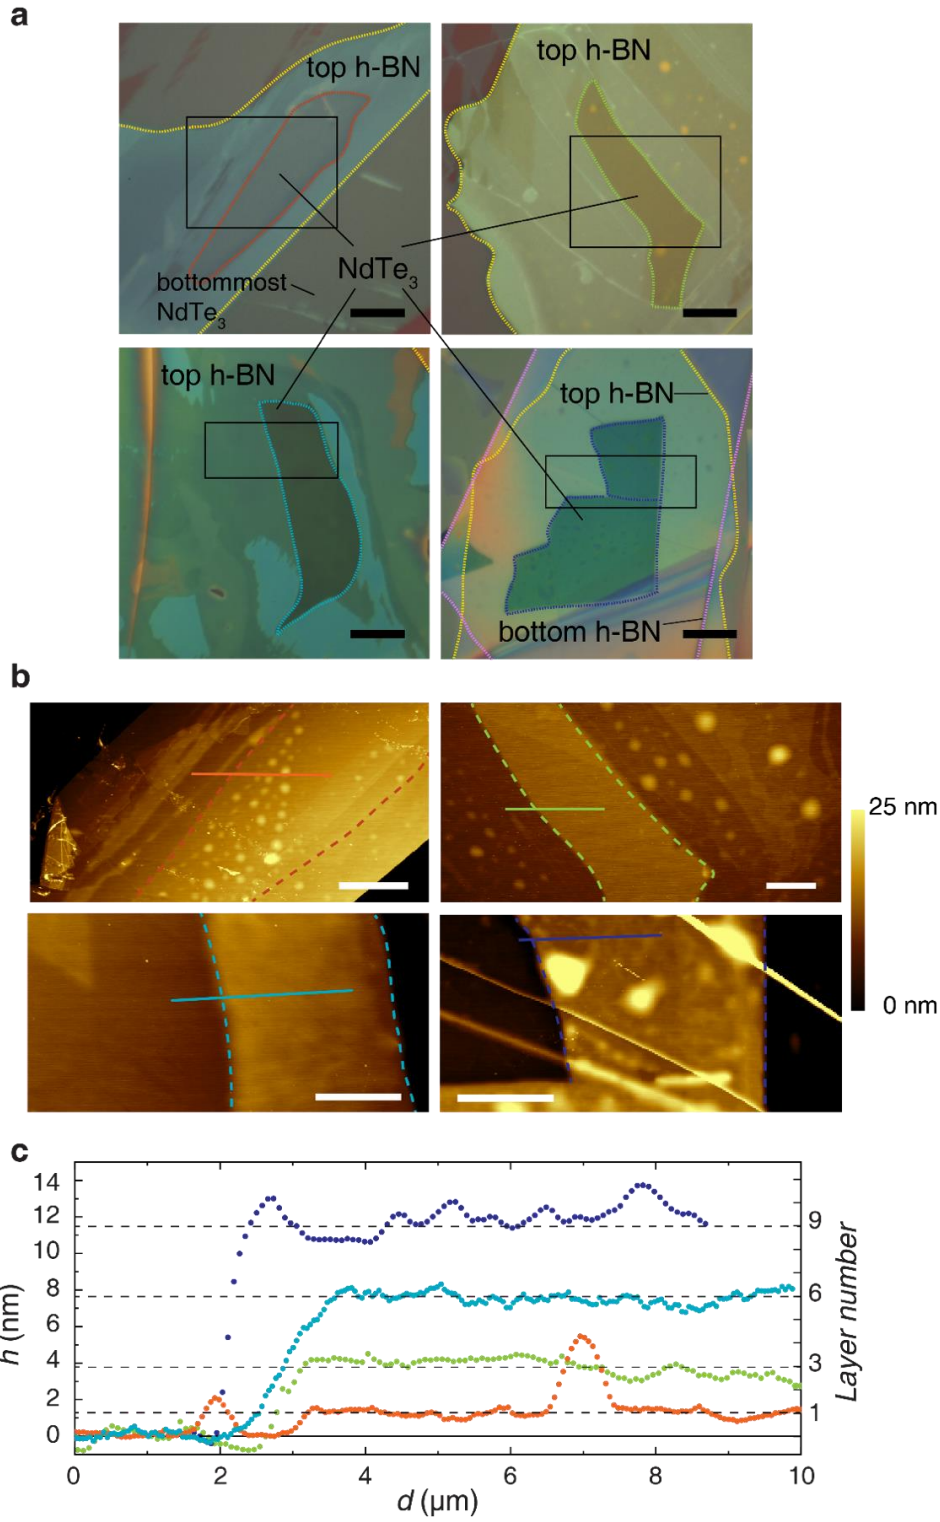 a
top h-BN
top h-BN
NdTe3
bottommost
NdTe3
top h-BN
top h-BN
bottom h-BN
b
25 nm
0 nm
c
14
12
10
8
6
4
2
0
9
6
3
1
h (nm)
Layer number
0
2
4
6
8
10
d (μm)